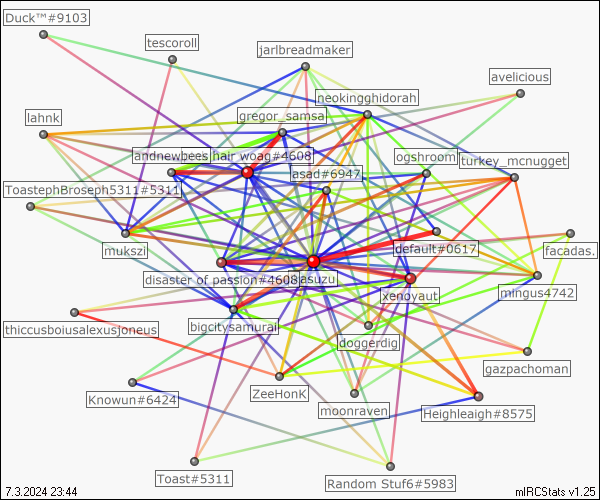 Duck™#9103
tescoroll
jarlbreadmaker
avelicious
neokingghidorah
lahnk
gregor_samsa
andnewbees
hair_woag#4608
ogshroom
turkey_mcnugget
asad#6947
ToastephBroseph5311#5311
mukszi
default#0617
facadas.
disaster of passion#4608
asuzu
xenoyaut
mingus4742
thiccusboiusalexusjoneus
bigcitysamurai
doggerdig
gazpachoman
Knowun#6424
ZeeHonK
moonraven
Heighleaigh#8575
Toast#5311
Random Stuf6#5983
7.3.2024 23:44
mIRCStats v1.25